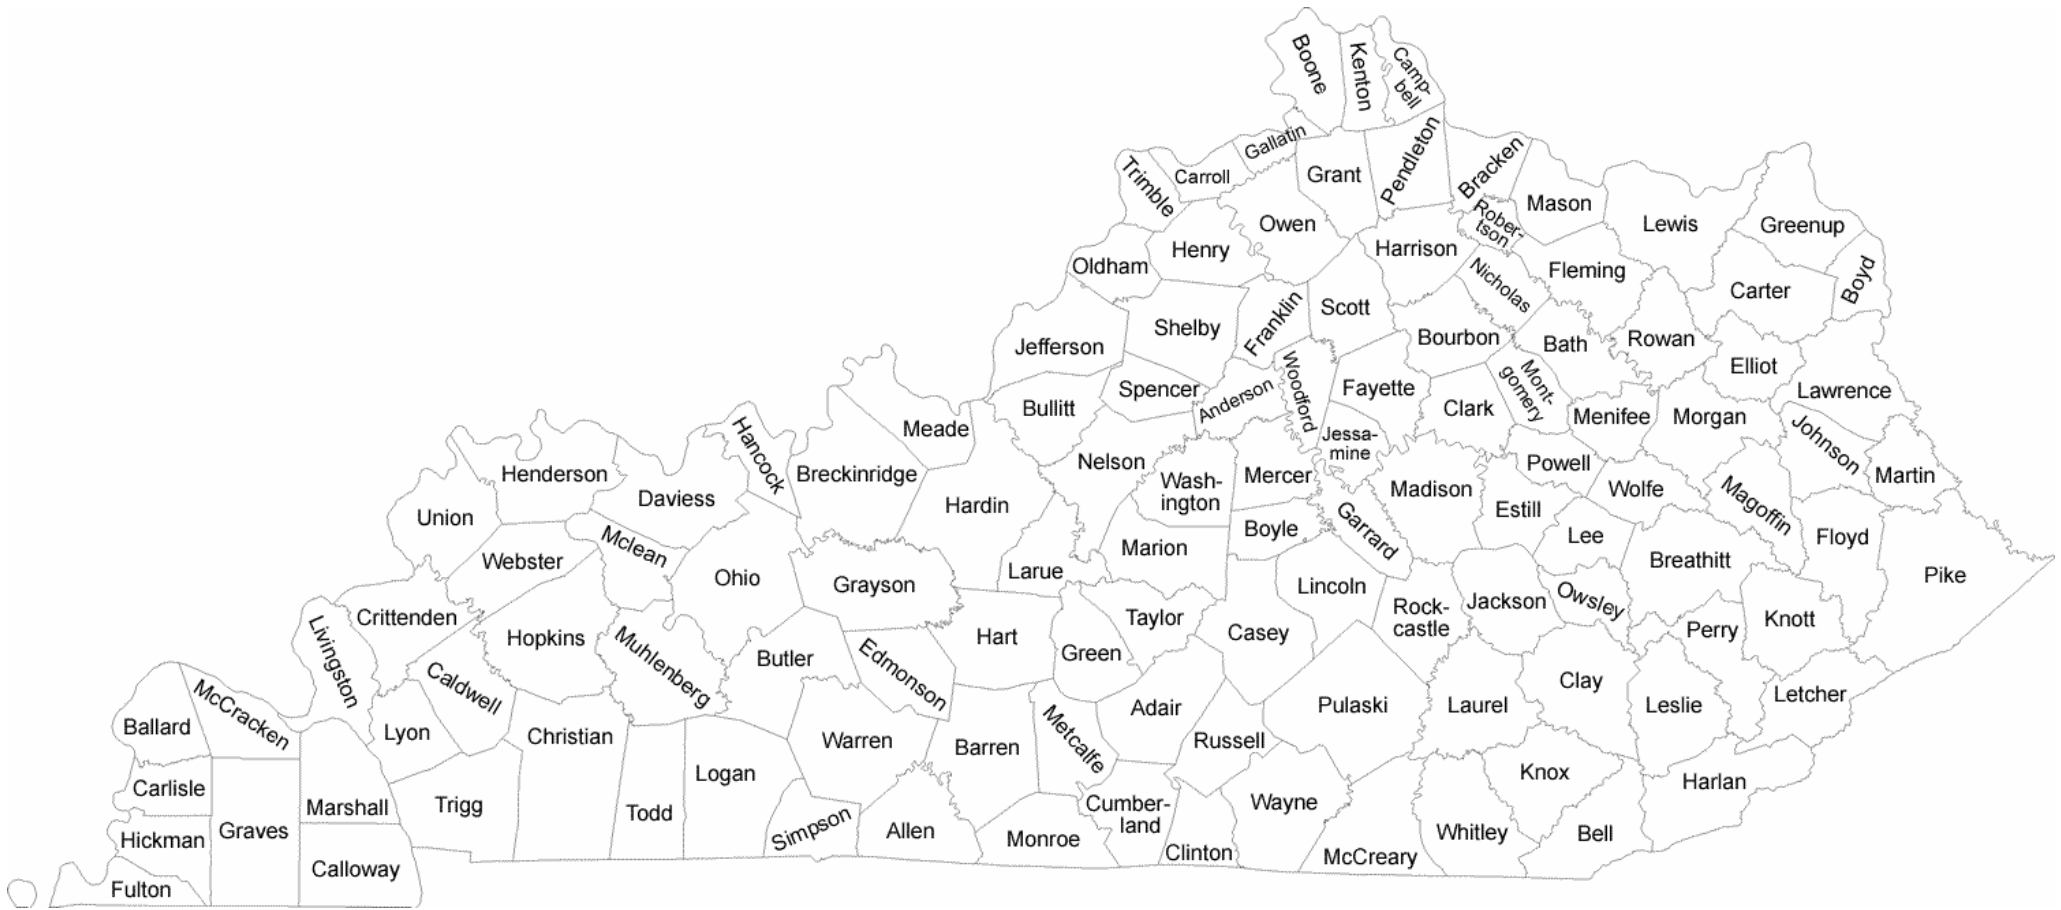 Boone
Kenton
Camp-
bell
Gallatin
Pendleton
Trimble
Carroll
Grant
Bracken
Mason
Rober-
tson
Owen
Lewis
Greenup
Henry
Harrison
Oldham
Nicholas
Fleming
Carter
Boyd
Shelby
Franklin
Scott
Jefferson
Bourbon
Bath
Rowan
Elliot
Spencer
Anderson
Woodford
Fayette
Mont-
gomery
Lawrence
Bullitt
Clark
Menifee
Morgan
Meade
Jessa-
mine
Johnson
Hancock
Henderson
Breckinridge
Nelson
Wash-
ington
Mercer
Powell
Martin
Daviess
Madison
Wolfe
Magoffin
Union
Hardin
Estill
Boyle
Garrard
Lee
Floyd
Mclean
Marion
Webster
Breathitt
Ohio
Grayson
Larue
Lincoln
Pike
Crittenden
Taylor
Rock-
castle
Jackson
Owsley
Knott
Hopkins
Hart
Casey
Perry
Livingston
Muhlenberg
Butler
Edmonson
Green
Caldwell
Clay
Letcher
McCracken
Adair
Pulaski
Laurel
Leslie
Ballard
Lyon
Christian
Warren
Barren
Metcalfe
Russell
Logan
Knox
Harlan
Carlisle
Marshall
Trigg
Todd
Simpson
Allen
Cumber-
land
Wayne
Hickman
Graves
Monroe
Whitley
Bell
Clinton
McCreary
Calloway
Fulton